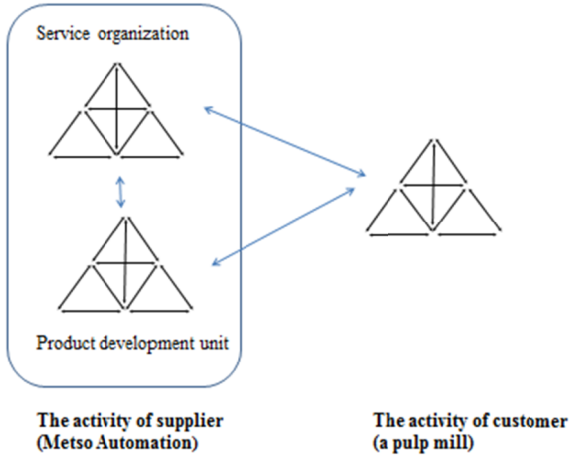 Service organization
Product development unit
The activity of supplier
(Metso Automation)
The activity of customer
(a pulp mill)